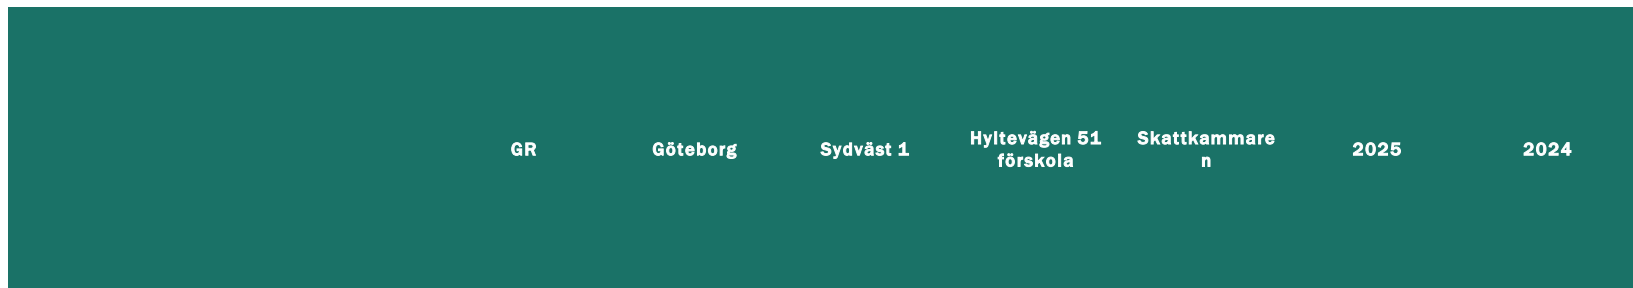 GR Göteborg Sydväst 1 Hyltevägen 51 Skattkammare 2025 2024
förskola n